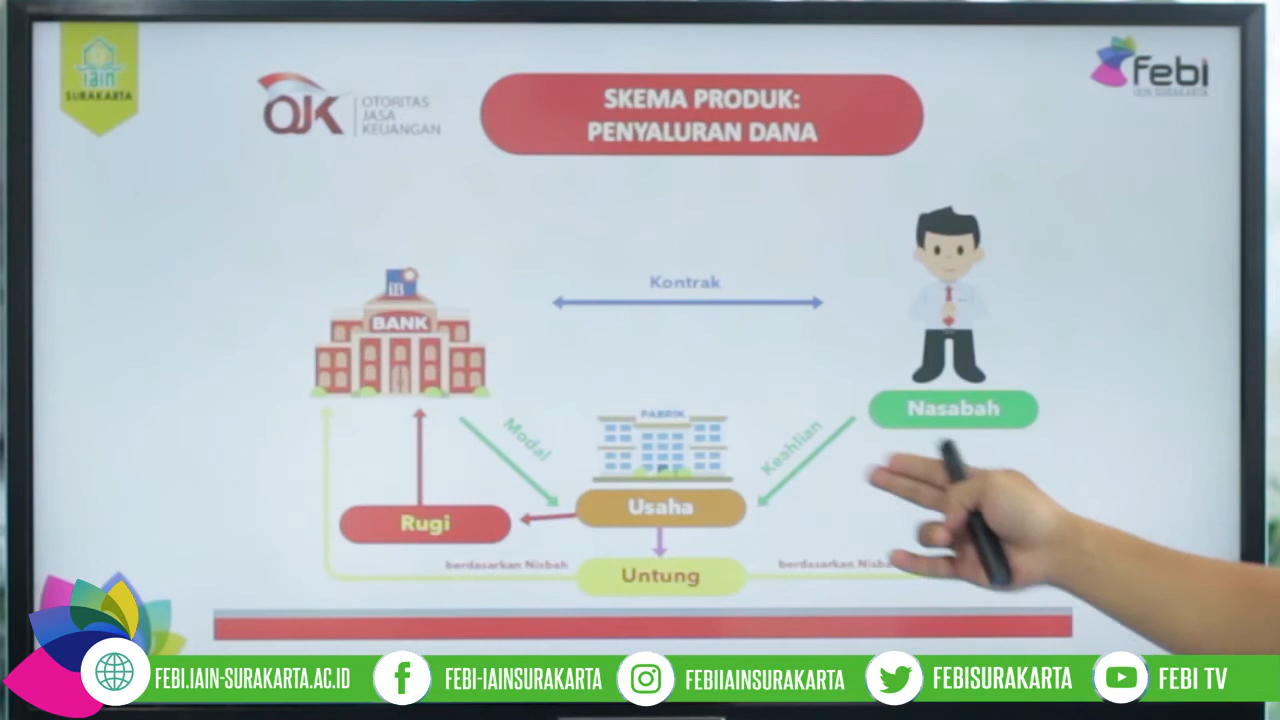 iain
SURAKARTA
OJK
OTORITAS
JASA
KEUANGAN
SKEMA PRODUK:
PENYALURAN DANA
febi
IAIN SURAKARTA
Kontrak
iB
BANK
Nasabah
Modal
PABRIK
Keahlian
Usaha
Rugi
berdasarkan Nisbah
Untung
berdasarkan
FEBI.IAIN-SURAKARTA.AC.ID
FEBI-IAINSURAKARTA
FEBIIAINSURAKARTA
FEBISURAKARTA
FEBI TV